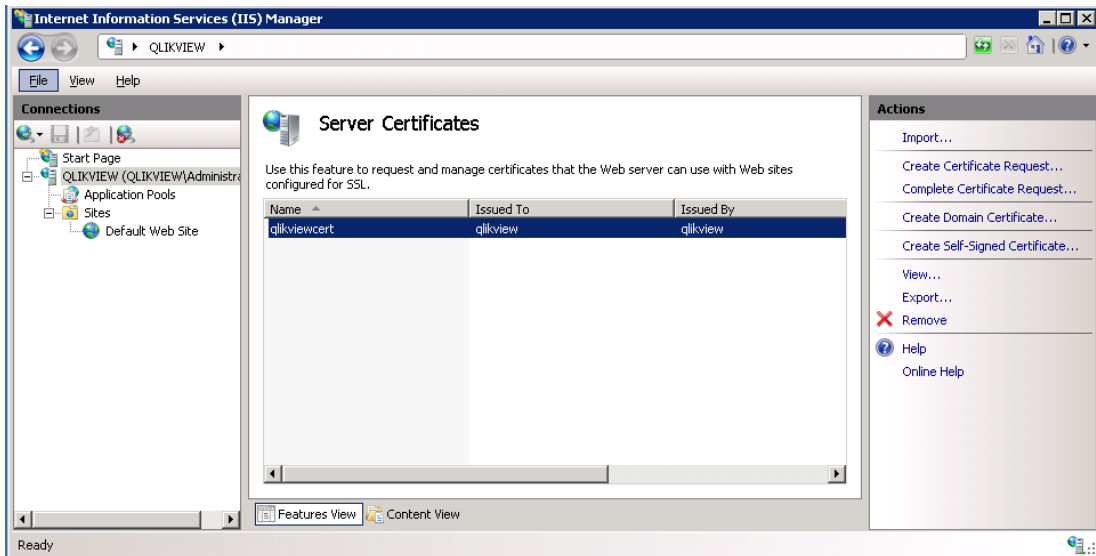 Internet Information Services (IIS) Manager
QLIKVIEW
File View Help
Connections
Start Page
QLIKVIEW (QLIKVIEW\Administra
Application Pools
Sites
Default Web Site
Server Certificates
Use this feature to request and manage certificates that the Web server can use with Web sites
configured for SSL.
Name Issued To Issued By
qlikviewcert qlikview qlikview
Features View Content View
Actions
Import...
Create Certificate Request...
Complete Certificate Request...
Create Domain Certificate...
Create Self-Signed Certificate...
View...
Export...
Remove
Help
Online Help
Ready